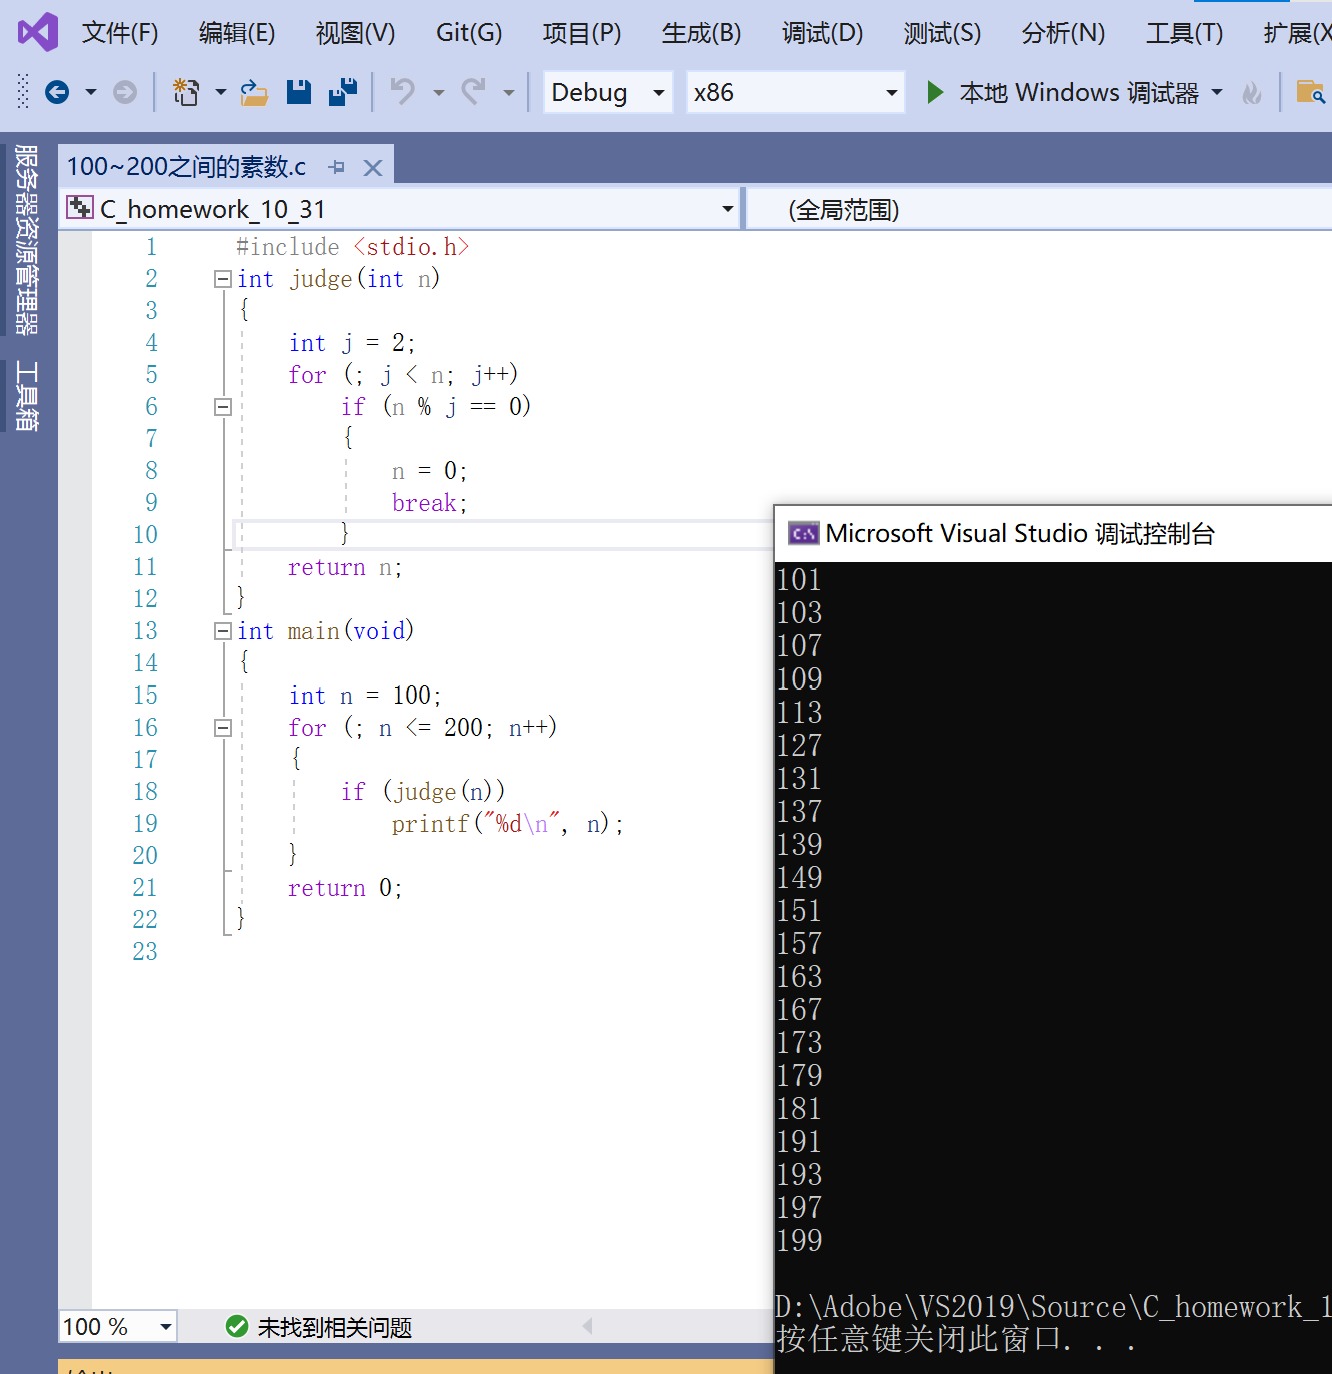 文件(F) 编辑(E) 视图(V) Git(G) 项目(P) 生成(B) 调试(D) 测试(S) 分析(N) 工具(T) 扩展(X
Debug x86 本地 Windows 调试器
服务器资源管理器
工具箱
100~200之间的素数.c
C_homework_10_31 (全局范围)
1 #include <stdio.h>
2 int judge(int n)
3 {
4 int j = 2;
5 for (; j < n; j++)
6 if (n % j == 0)
7 {
8 n = 0;
9 break;
10 }
11 return n;
12 }
13 int main(void)
14 {
15 int n = 100;
16 for (; n <= 200; n++)
17 {
18 if (judge(n))
19 printf("%d\n", n);
20 }
21 return 0;
22 }
23
Microsoft Visual Studio 调试控制台
101
103
107
109
113
127
131
137
139
149
151
157
163
167
173
179
181
191
193
197
199
D:\Adobe\VS2019\Source\C_homework_1
按任意键关闭此窗口. . .
100 % 未找到相关问题